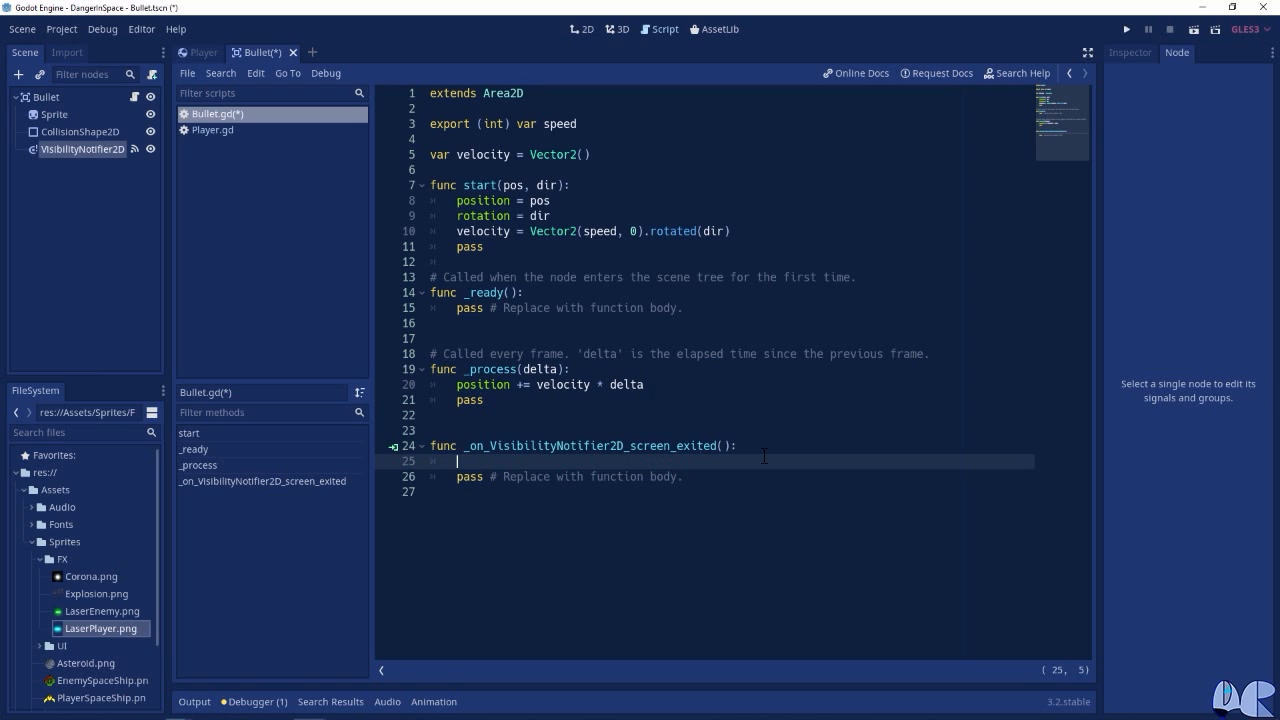 Godot Engine - DangerInSpace - Bullet.tscn (*)
Scene Project Debug Editor Help
2D 3D Script AssetLib
GLES3
Scene Import
Filter nodes
Bullet
Sprite
CollisionShape2D
VisibilityNotifier2D
FileSystem
res://Assets/Sprites/F
Search files
Favorites:
res://
Assets
Audio
Fonts
Sprites
FX
Corona.png
Explosion.png
LaserEnemy.png
LaserPlayer.png
UI
Asteroid.png
EnemySpaceShip.pn
PlayerSpaceShip.pn
Player Bullet(*)
File Search Edit Go To Debug
Online Docs Request Docs Search Help
Filter scripts
Bullet.gd(*)
Player.gd
Bullet.gd(*)
Filter methods
start
_ready
_process
_on_VisibilityNotifier2D_screen_exited
1 extends Area2D
2
3 export (int) var speed
4
5 var velocity = Vector2()
6
7 func start(pos, dir):
8 position = pos
9 rotation = dir
10 velocity = Vector2(speed, 0).rotated(dir)
11 pass
12
13 # Called when the node enters the scene tree for the first time.
14 func _ready():
15 pass # Replace with function body.
16
17
18 # Called every frame. 'delta' is the elapsed time since the previous frame.
19 func _process(delta):
20 position += velocity * delta
21 pass
22
23
24 func _on_VisibilityNotifier2D_screen_exited():
25
26 pass # Replace with function body.
27
( 25, 5)
Output Debugger (1) Search Results Audio Animation
3.2.stable
Inspector Node
Select a single node to edit its
signals and groups.
DR